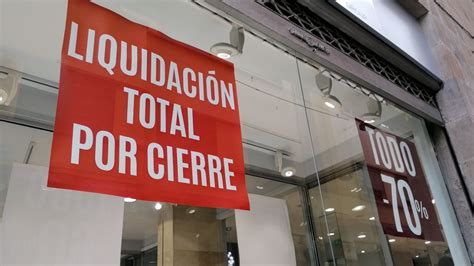 LIQUIDACIÓN
TOTAL
POR CIERRE
TODO
-70%